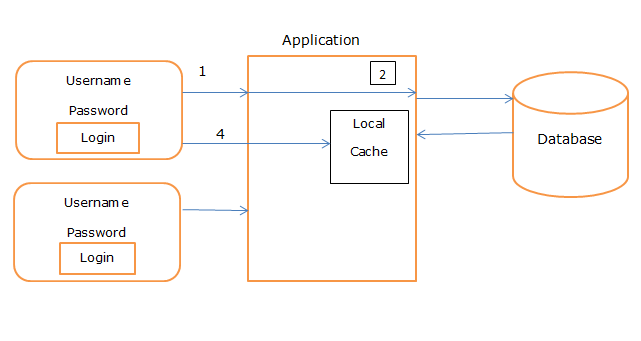 Application
1
2
Username
Password
Login
4
Local
Cache
Database
Username
Password
Login